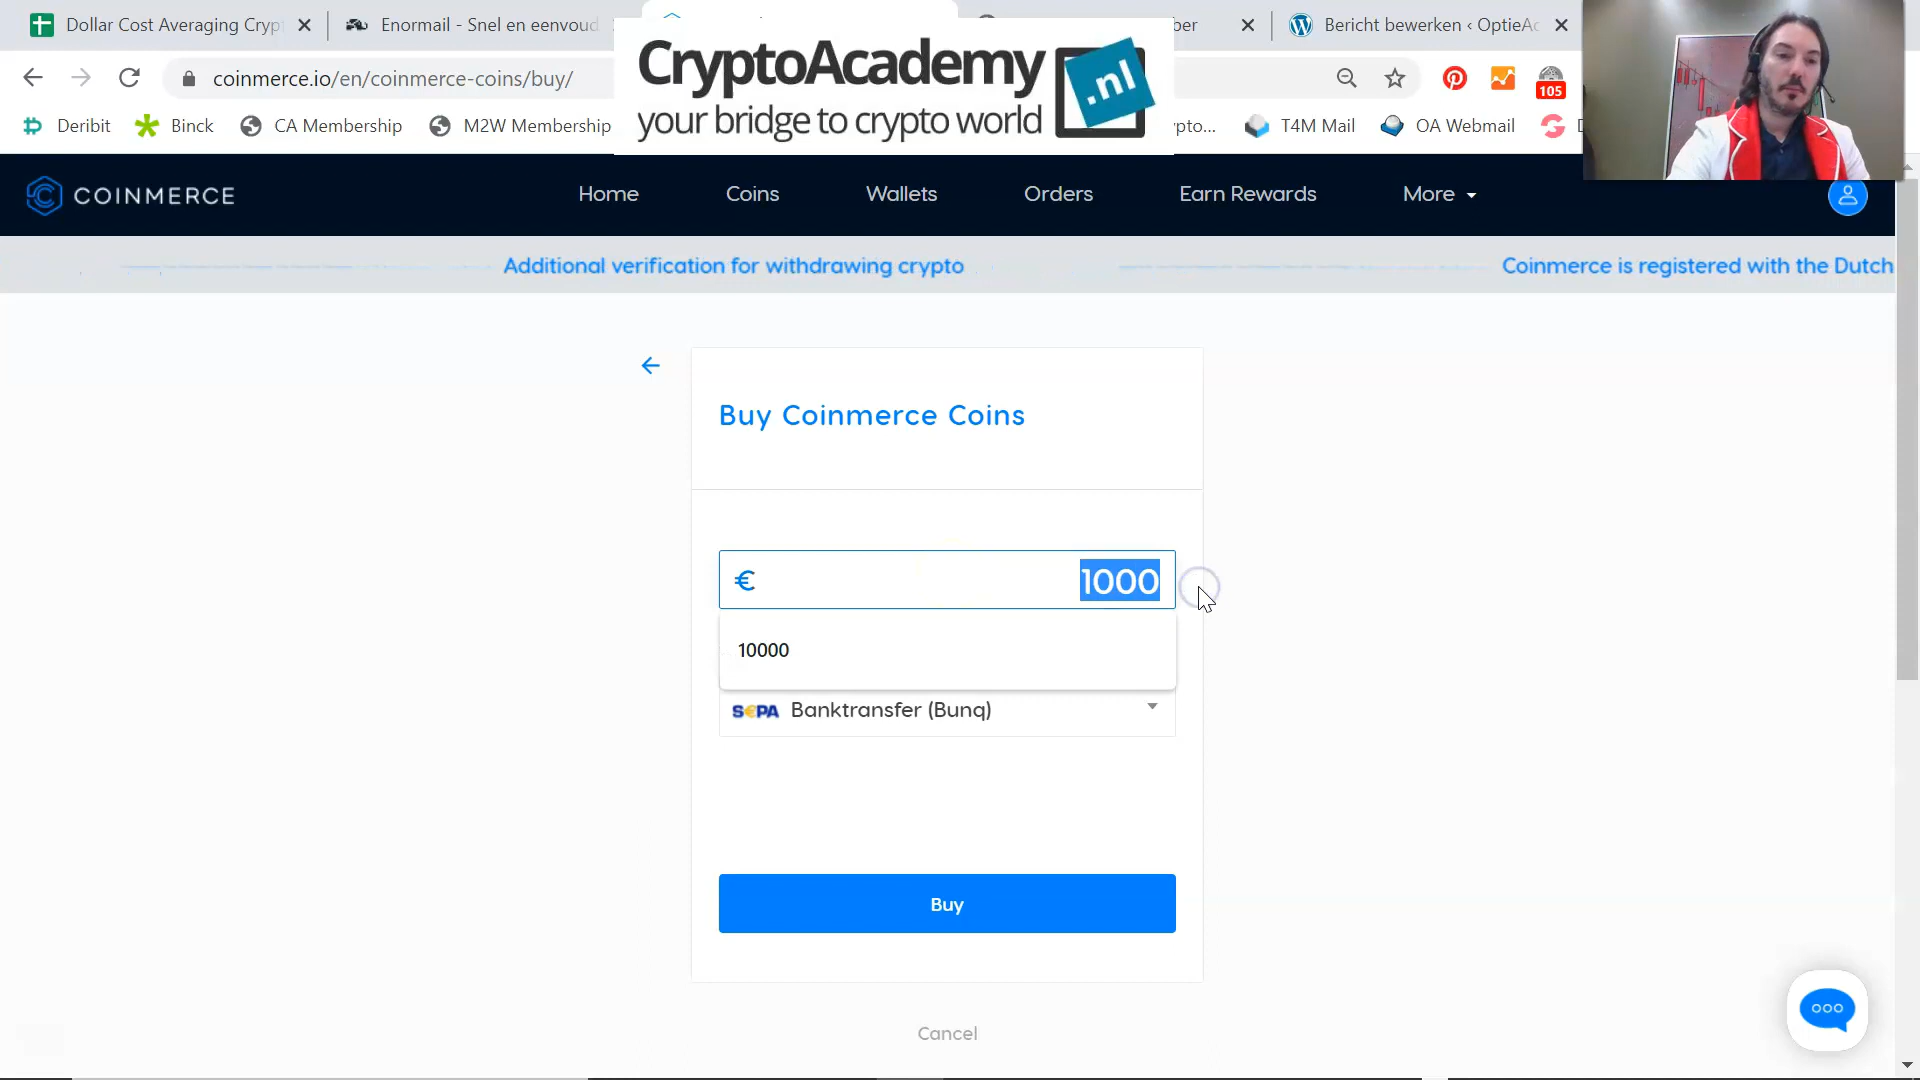 Dollar Cost Averaging Cryp
Enormail - Snel en eenvoud
ber
Bericht bewerken ‹ OptieAc
coinmerce.io/en/coinmerce-coins/buy/
105
CryptoAcademy
.nl
your bridge to crypto world
Deribit
Binck
CA Membership
M2W Membership
ypto...
T4M Mail
OA Webmail
COINMERCE
Home
Coins
Wallets
Orders
Earn Rewards
More
Additional verification for withdrawing crypto
Coinmerce is registered with the Dutch
Buy Coinmerce Coins
€ 1000
10000
S€PA Banktransfer (Bunq)
Buy
Cancel